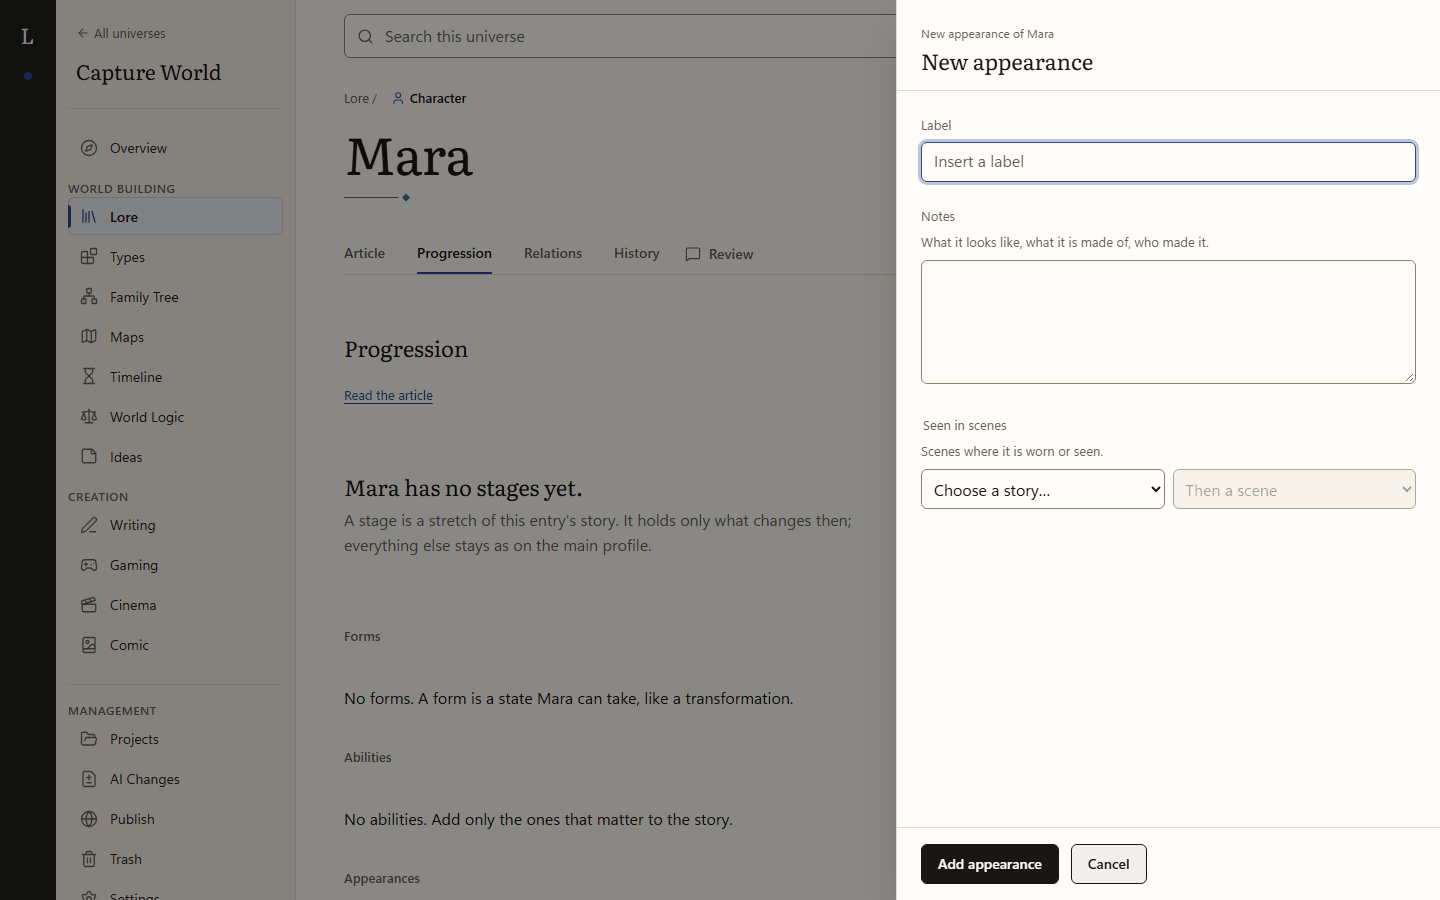 L
All universes
Capture World
Overview
WORLD BUILDING
Lore
Types
Family Tree
Maps
Timeline
World Logic
Ideas
CREATION
Writing
Gaming
Cinema
Comic
MANAGEMENT
Projects
AI Changes
Publish
Trash
Settings
Search this universe
Lore / Character
Mara
Article Progression Relations History Review
Progression
Read the article
Mara has no stages yet.
A stage is a stretch of this entry's story. It holds only what changes then;
everything else stays as on the main profile.
Forms
No forms. A form is a state Mara can take, like a transformation.
Abilities
No abilities. Add only the ones that matter to the story.
Appearances
New appearance of Mara
New appearance
Label
Insert a label
Notes
What it looks like, what it is made of, who made it.
Seen in scenes
Scenes where it is worn or seen.
Choose a story... Then a scene
Add appearance Cancel